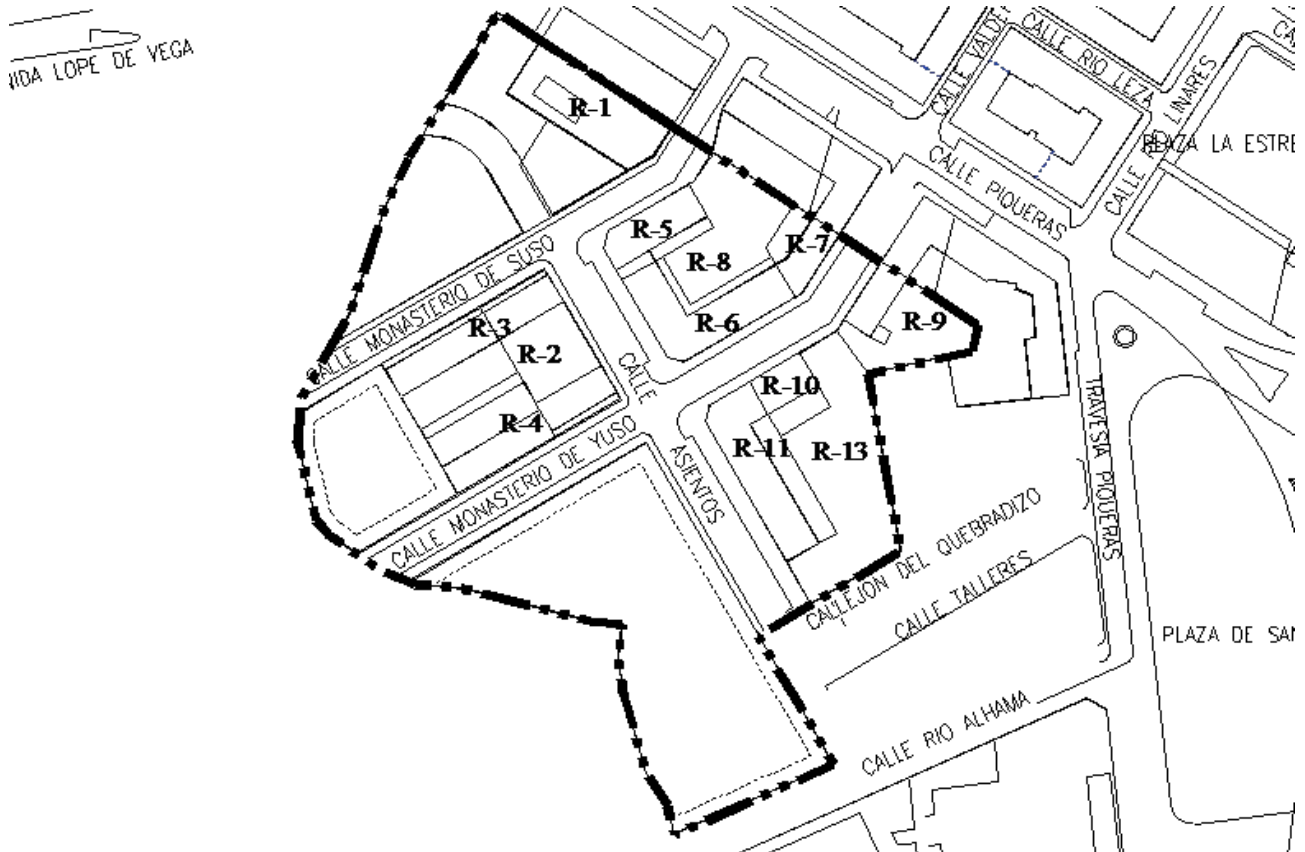 VIDA LOPE DE VEGA
CALLE VALDE
CALLE RIO LEZA
CALLE RIO LINARES
PLAZA LA ESTRE
CALLE PIQUERAS
R-1
R-5
R-7
R-8
CALLE MONASTERIO DE SUSO
R-3
R-2
R-6
R-9
CALLE
R-10
R-4
R-11
R-13
CALLE MONASTERIO DE YUSO
ASIENTOS
TRAVESIA PIQUERAS
CALLEJON DEL QUEBRADIZO
CALLE TALLERES
PLAZA DE SAN
CALLE RIO ALHAMA